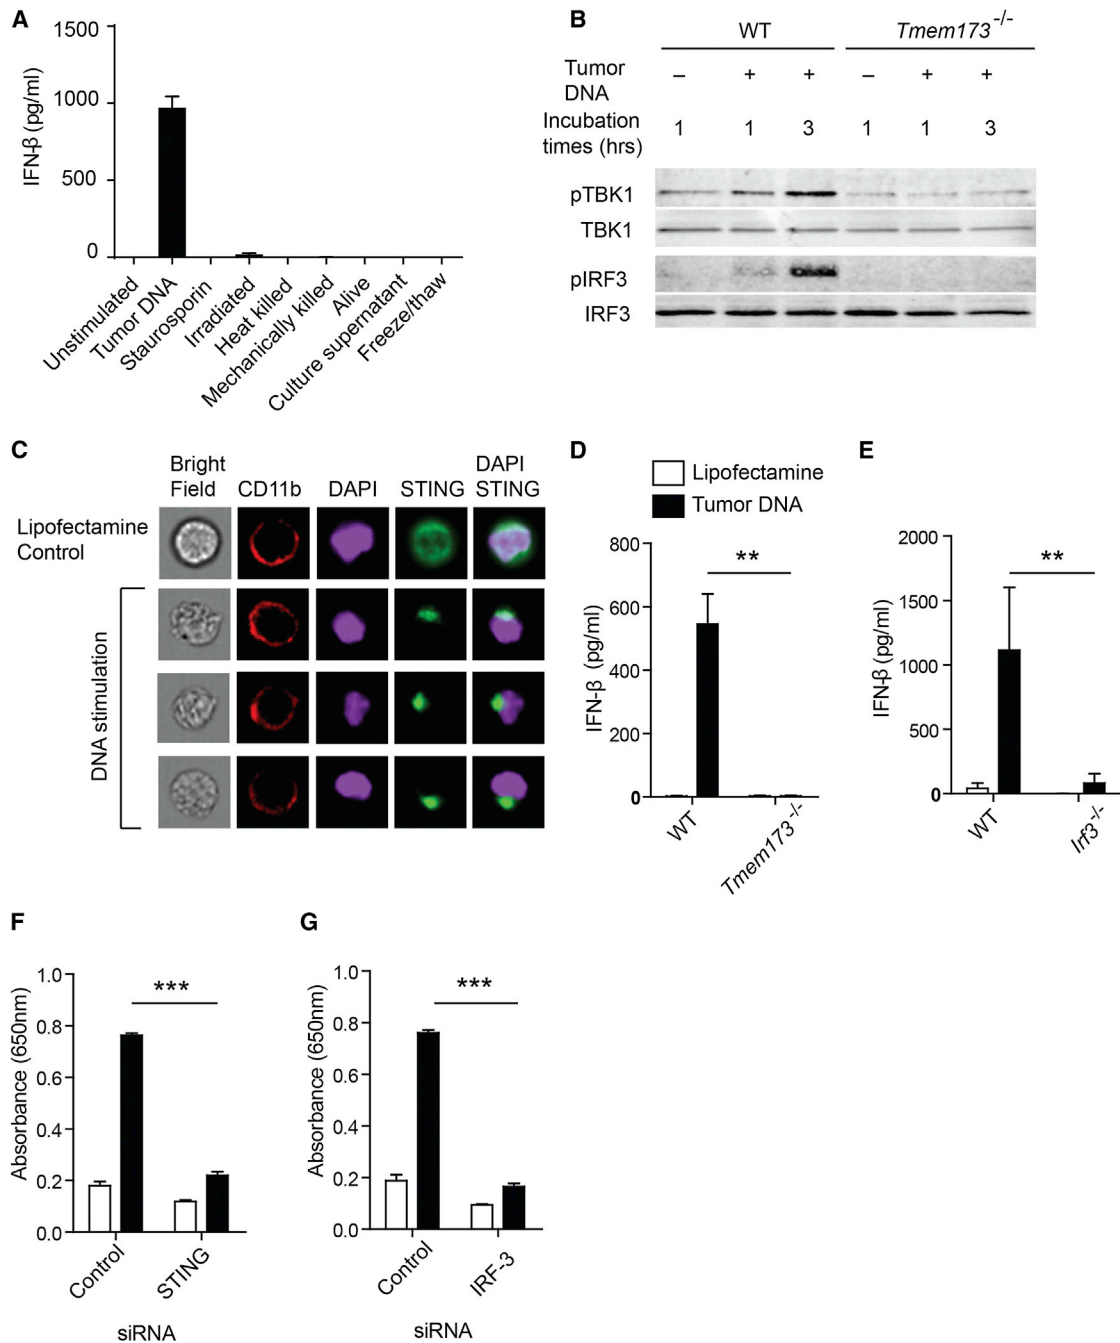 A
1500
1000
500
0
IFN-β (pg/ml)
Unstimulated
Tumor DNA
Staurosporin
Irradiated
Heat killed
Mechanically killed
Alive
Culture supernatant
Freeze/thaw
B
WT
Tmem173 -/-
Tumor
DNA
– + + – + +
Incubation
times (hrs)
1 1 3 1 1 3
pTBK1
TBK1
pIRF3
IRF3
C
Bright
Field
CD11b
DAPI
STING
DAPI
STING
Lipofectamine
Control
DNA stimulation
D
Lipofectamine
Tumor DNA
800
600
400
200
0
IFN-β (pg/ml)
**
WT
Tmem173 -/-
E
2000
1500
1000
500
0
IFN-β (pg/ml)
**
WT
Irf3 -/-
F
1.0
0.8
0.6
0.4
0.2
0.0
Absorbance (650nm)
***
Control
STING
siRNA
G
1.0
0.8
0.6
0.4
0.2
0.0
Absorbance (650nm)
***
Control
IRF-3
siRNA